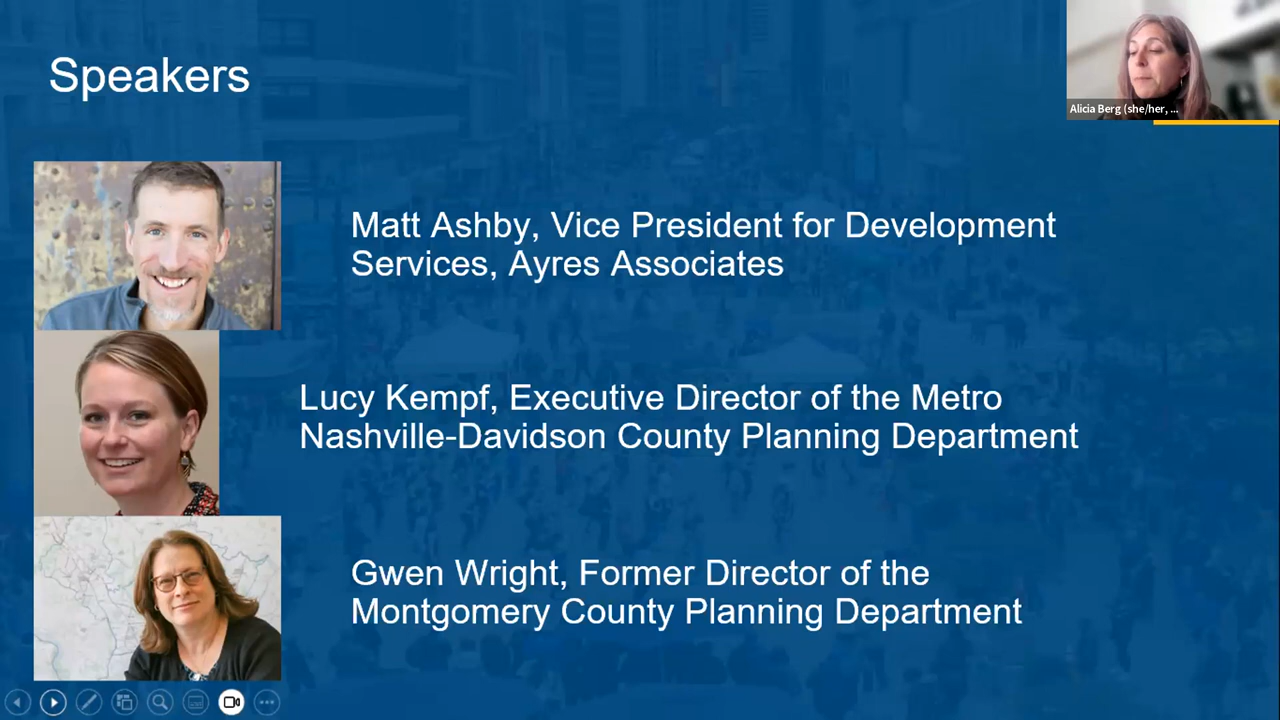 Speakers
Alicia Berg (she/her, ...
Matt Ashby, Vice President for Development
Services, Ayres Associates
Lucy Kempf, Executive Director of the Metro
Nashville-Davidson County Planning Department
Gwen Wright, Former Director of the
Montgomery County Planning Department